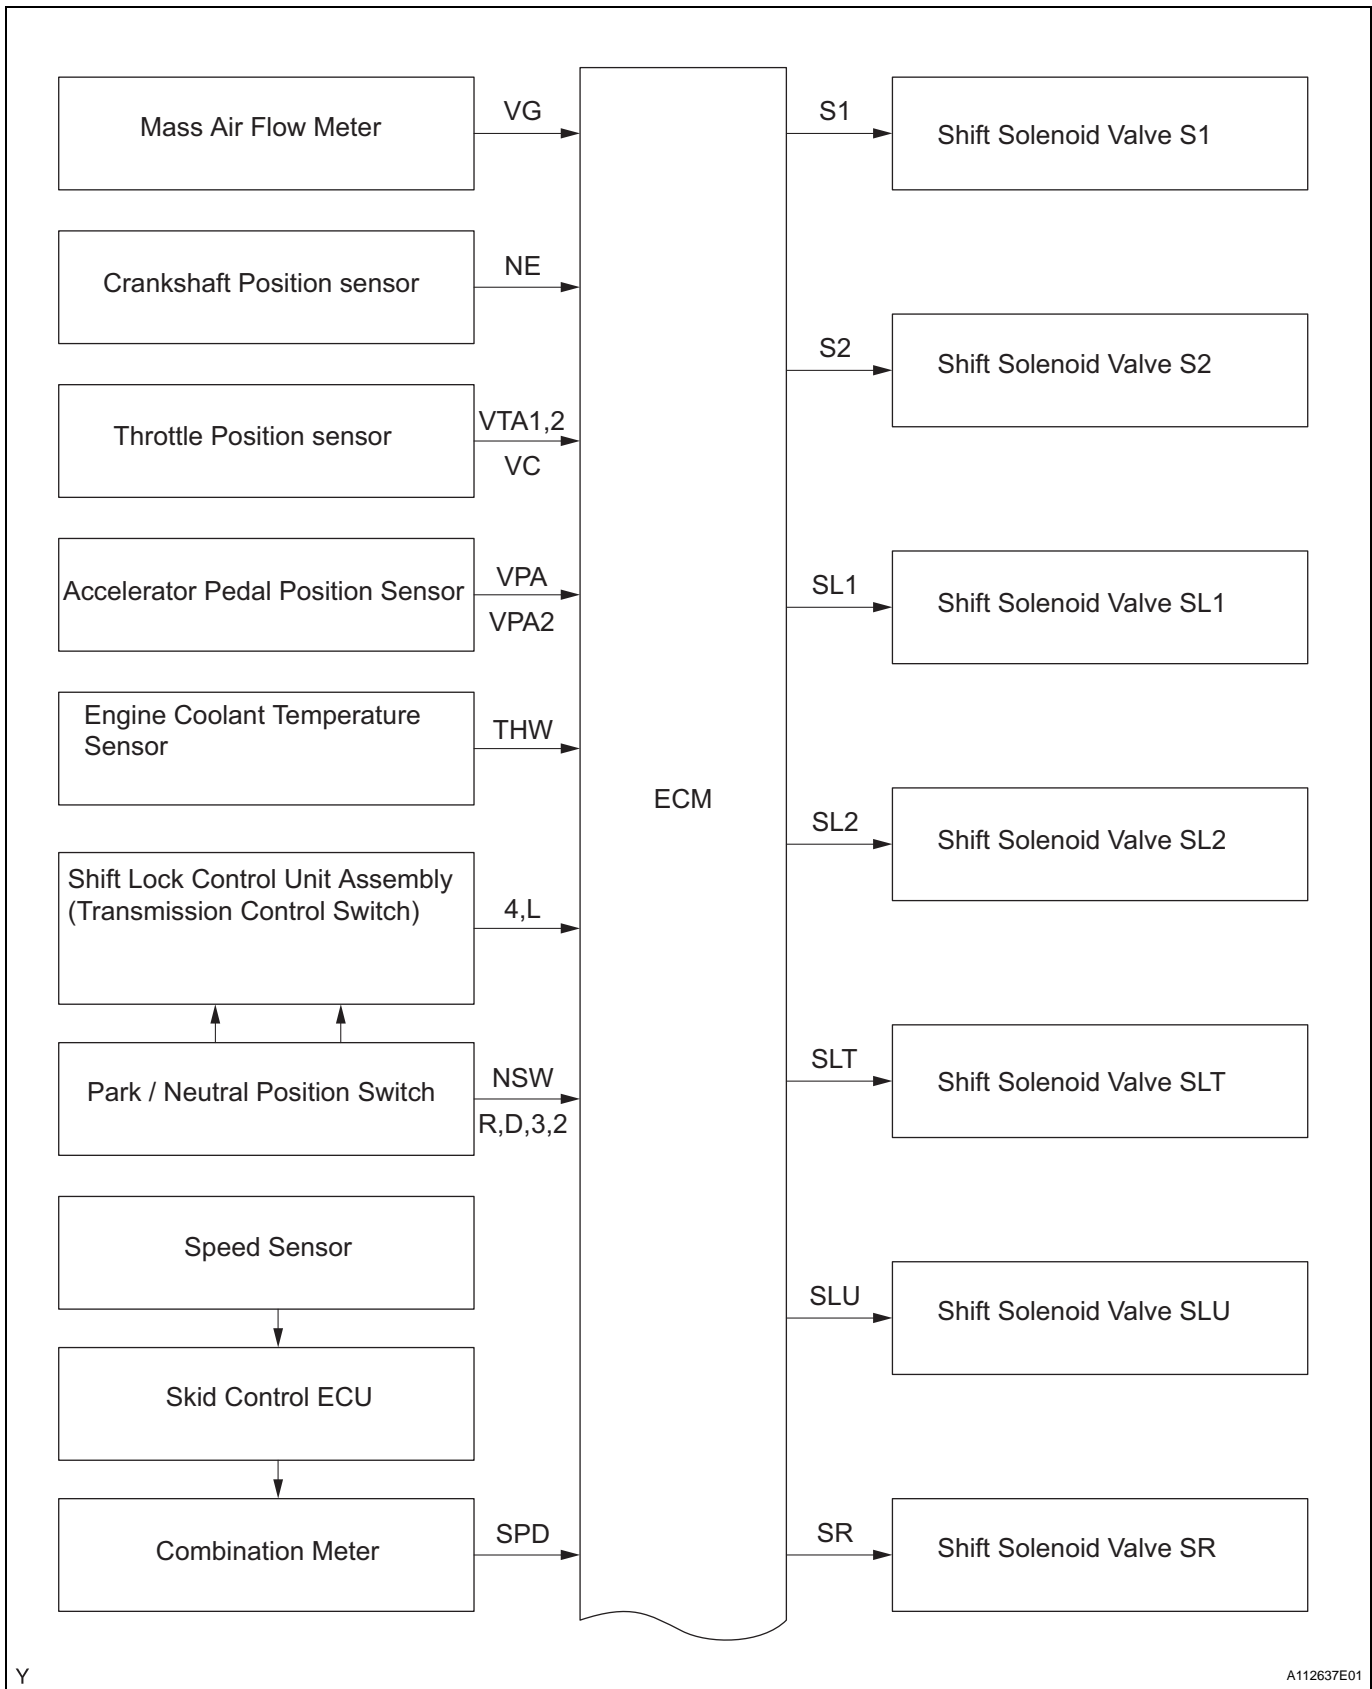 Mass Air Flow Meter
VG
S1
Shift Solenoid Valve S1
Crankshaft Position sensor
NE
S2
Shift Solenoid Valve S2
Throttle Position sensor
VTA1,2
VC
Accelerator Pedal Position Sensor
VPA
VPA2
SL1
Shift Solenoid Valve SL1
Engine Coolant Temperature
Sensor
THW
ECM
SL2
Shift Solenoid Valve SL2
Shift Lock Control Unit Assembly
(Transmission Control Switch)
4,L
Park / Neutral Position Switch
NSW
R,D,3,2
SLT
Shift Solenoid Valve SLT
Speed Sensor
SLU
Shift Solenoid Valve SLU
Skid Control ECU
Combination Meter
SPD
SR
Shift Solenoid Valve SR
Y
A112637E01